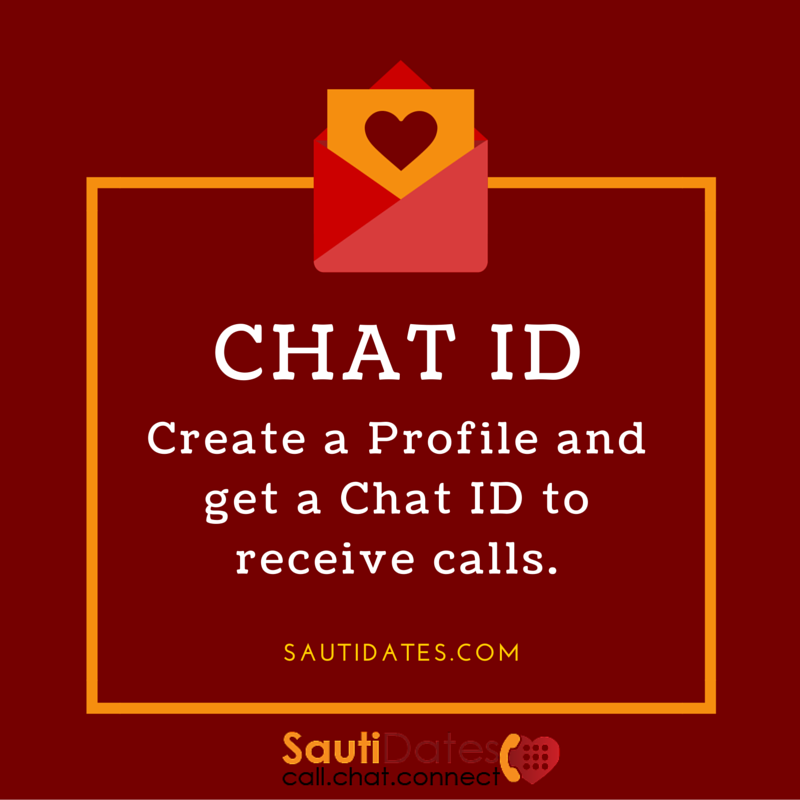 CHAT ID
Create a Profile and
get a Chat ID to
receive calls.
SAUTIDATES.COM
SautiDates
call.chat.connect